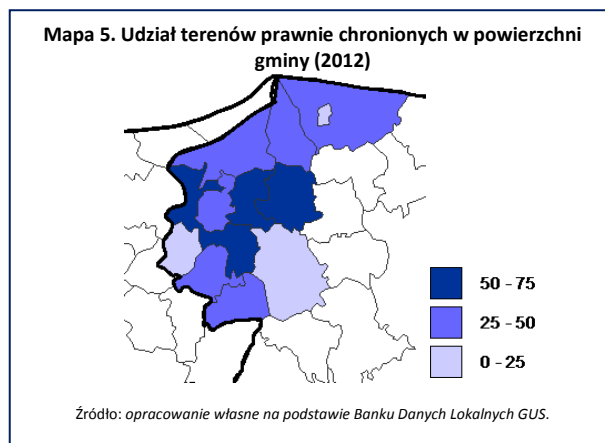 Mapa 5. Udział terenów prawnie chronionych w powierzchni
gminy (2012)
50 - 75
25 - 50
0 - 25
Źródło: opracowanie własne na podstawie Banku Danych Lokalnych GUS.